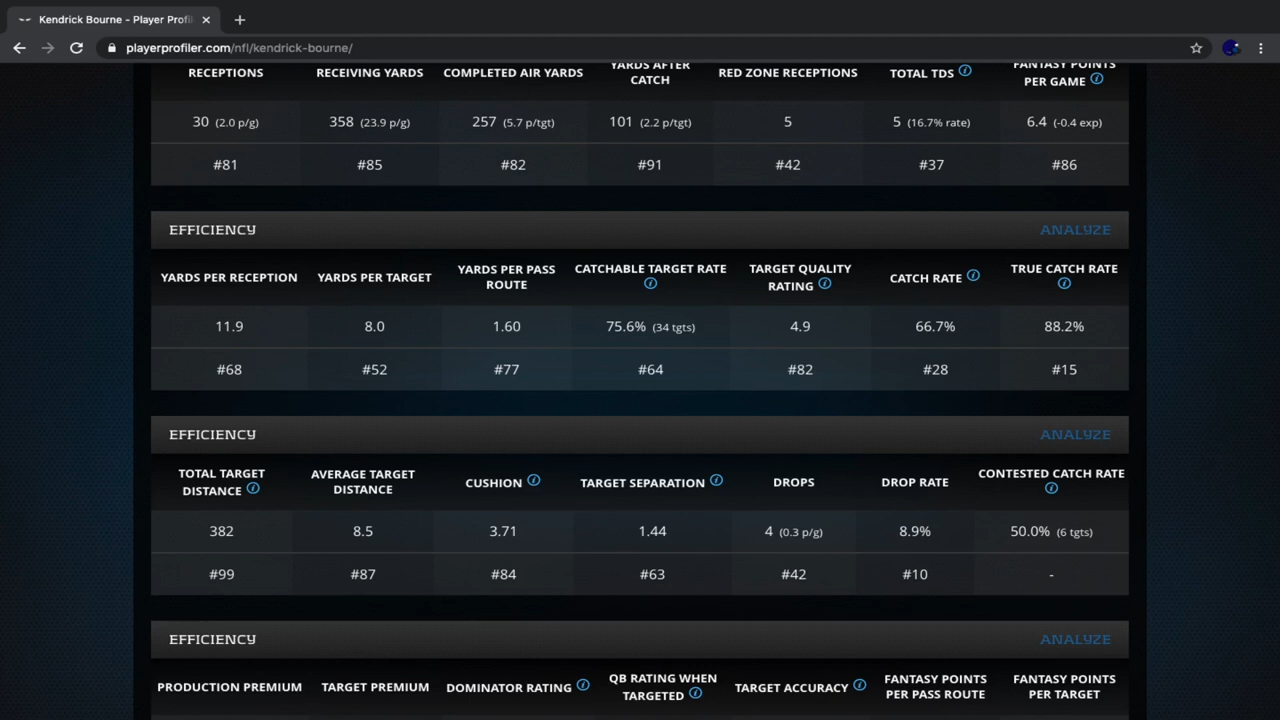 Kendrick Bourne - Player Profi
playerprofiler.com/nfl/kendrick-bourne/
RECEPTIONS RECEIVING YARDS COMPLETED AIR YARDS YARDS AFTER CATCH RED ZONE RECEPTIONS TOTAL TDS FANTASY POINTS PER GAME
30 (2.0 p/g) 358 (23.9 p/g) 257 (5.7 p/tgt) 101 (2.2 p/tgt) 5 5 (16.7% rate) 6.4 (-0.4 exp)
#81 #85 #82 #91 #42 #37 #86
EFFICIENCY ANALYZE
YARDS PER RECEPTION YARDS PER TARGET YARDS PER PASS ROUTE CATCHABLE TARGET RATE TARGET QUALITY RATING CATCH RATE TRUE CATCH RATE
11.9 8.0 1.60 75.6% (34 tgts) 4.9 66.7% 88.2%
#68 #52 #77 #64 #82 #28 #15
EFFICIENCY ANALYZE
TOTAL TARGET DISTANCE AVERAGE TARGET DISTANCE CUSHION TARGET SEPARATION DROPS DROP RATE CONTESTED CATCH RATE
382 8.5 3.71 1.44 4 (0.3 p/g) 8.9% 50.0% (6 tgts)
#99 #87 #84 #63 #42 #10 -
EFFICIENCY ANALYZE
PRODUCTION PREMIUM TARGET PREMIUM DOMINATOR RATING QB RATING WHEN TARGETED TARGET ACCURACY FANTASY POINTS PER PASS ROUTE FANTASY POINTS PER TARGET